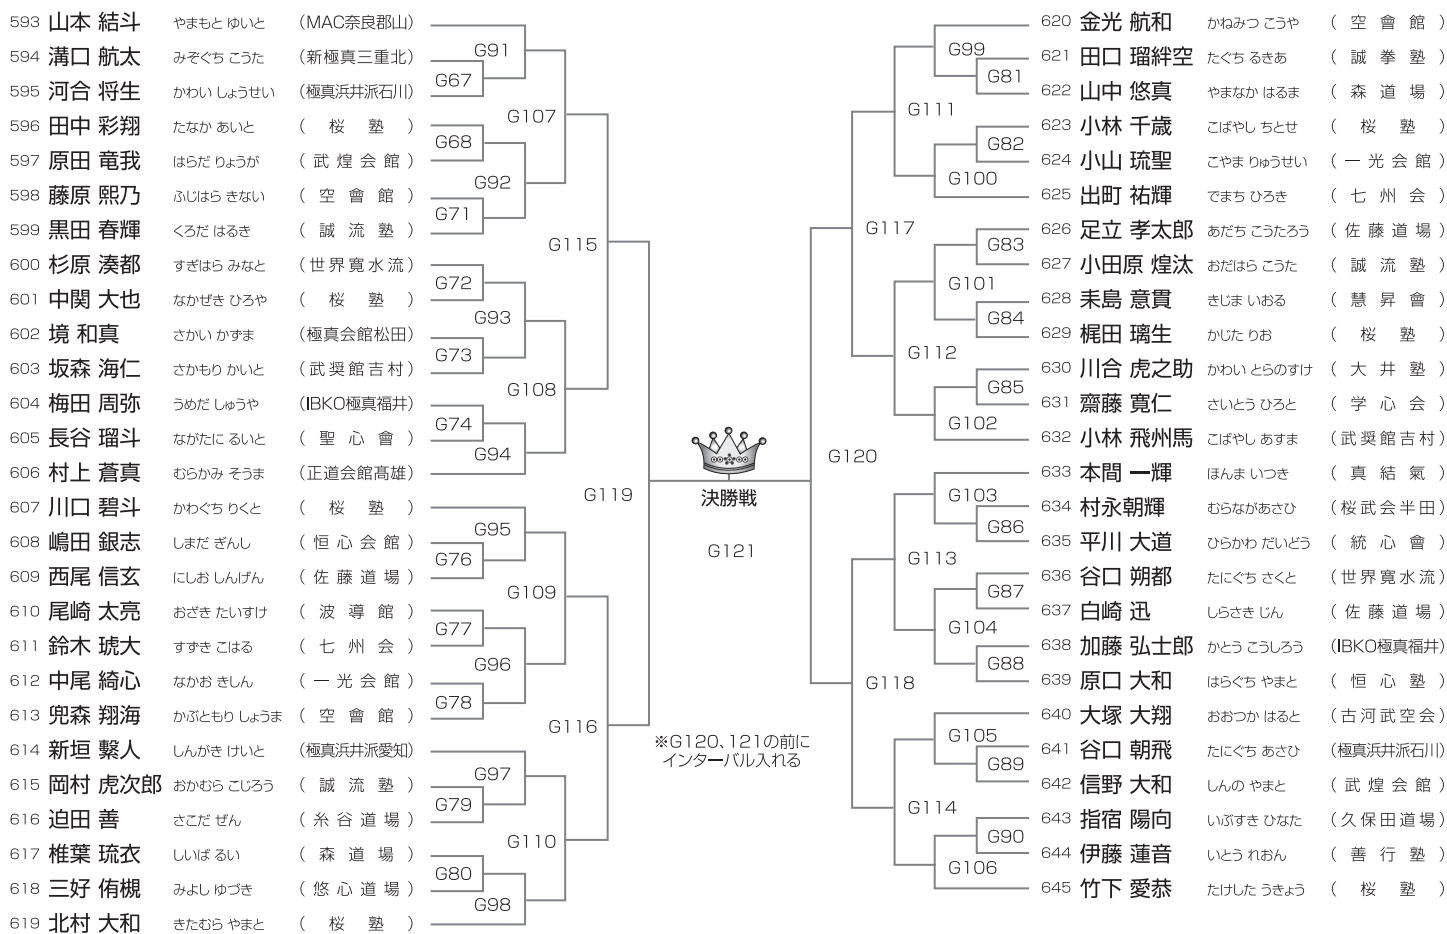 593 山本 結斗 やまもと ゆいと (MAC奈良郡山)
594 溝口 航太 みぞぐち こうた (新極真三重北)
595 河合 将生 かわい しょうせい (極真浜井派石川)
596 田中 彩翔 たなか あいと (桜塾)
597 原田 竜我 はらだ りょうが (武煌会館)
598 藤原 熙乃 ふじはら きない (空會館)
599 黒田 春輝 くろだ はるき (誠流塾)
600 杉原 湊都 すぎはら みなと (世界寛水流)
601 中関 大也 なかぜき ひろや (桜塾)
602 境 和真 さかい かずま (極真会館松田)
603 坂森 海仁 さかもり かいと (武奨館吉村)
604 梅田 周弥 うめだ しゅうや (IBKO極真福井)
605 長谷 瑠斗 ながたに るいと (聖心會)
606 村上 蒼真 むらかみ そうま (正道会館髙雄)
607 川口 碧斗 かわぐち りくと (桜塾)
608 嶋田 銀志 しまだ ぎんし (恒心会館)
609 西尾 信玄 にしお しんげん (佐藤道場)
610 尾崎 太亮 おざき たいすけ (波導館)
611 鈴木 琥大 すずき こはる (七州会)
612 中尾 綺心 なかお きしん (一光会館)
613 兜森 翔海 かぶともり しょうま (空會館)
614 新垣 繋人 しんがき けいと (極真浜井派愛知)
615 岡村 虎次郎 おかむら こじろう (誠流塾)
616 迫田 善 さこだ ぜん (糸谷道場)
617 椎葉 琉衣 しいば るい (森道場)
618 三好 侑槻 みよし ゆづき (悠心道場)
619 北村 大和 きたむら やまと (桜塾)
G91
G67
G107
G68
G92
G71
G115
G72
G93
G73
G108
G74
G94
G119
G95
G76
G109
G77
G96
G78
G116
G97
G79
G110
G80
G98
決勝戦
G121
※G120、121の前に
インターバル入れる
G120
G99
G81
G111
G82
G100
G117
G83
G101
G84
G112
G85
G102
G103
G86
G113
G87
G104
G88
G118
G105
G89
G114
G90
G106
620 金光 航和 かねみつ こうや (空會館)
621 田口 瑠絆空 たぐち るきあ (誠拳塾)
622 山中 悠真 やまなか はるま (森道場)
623 小林 千歳 こばやし ちとせ (桜塾)
624 小山 琉聖 こやま りゅうせい (一光会館)
625 出町 祐輝 でまち ひろき (七州会)
626 足立 孝太郎 あだち こうたろう (佐藤道場)
627 小田原 煌汰 おだはら こうた (誠流塾)
628 耒島 意貫 きじま いおる (慧昇會)
629 梶田 璃生 かじた りお (桜塾)
630 川合 虎之助 かわい とらのすけ (大井塾)
631 齋藤 寛仁 さいとう ひろと (学心会)
632 小林 飛州馬 こばやし あすま (武奨館吉村)
633 本間 一輝 ほんま いつき (真結氣)
634 村永朝輝 むらながあさひ (桜武会半田)
635 平川 大道 ひらかわ だいどう (統心會)
636 谷口 朔都 たにぐち さくと (世界寛水流)
637 白崎 迅 しらさき じん (佐藤道場)
638 加藤 弘士郎 かとう こうしろう (IBKO極真福井)
639 原口 大和 はらぐち やまと (恒心塾)
640 大塚 大翔 おおつか はると (古河武空会)
641 谷口 朝飛 たにぐち あさひ (極真浜井派石川)
642 信野 大和 しんの やまと (武煌会館)
643 指宿 陽向 いぶすき ひなた (久保田道場)
644 伊藤 蓮音 いとう れおん (善行塾)
645 竹下 愛恭 たけした うきょう (桜塾)